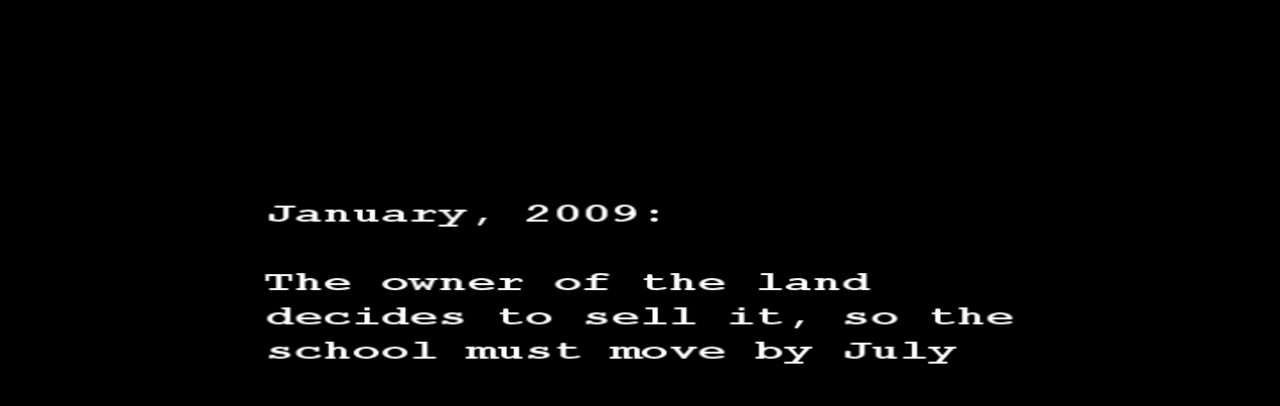 January, 2009:
The owner of the land
decides to sell it, so the
school must move by July